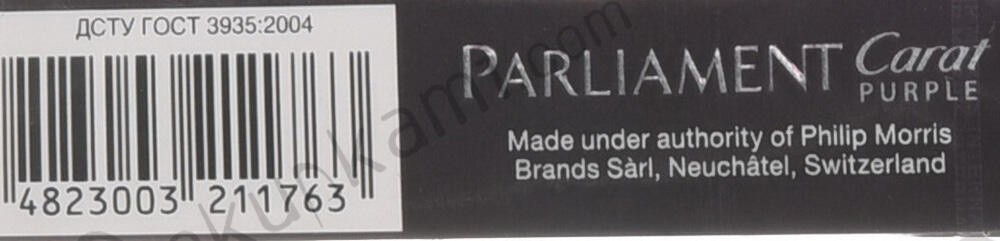 ДСТУ ГОСТ 3935:2004
4823003 211763
PARLIAMENT Carat
PURPLE
Made under authority of Philip Morris
Brands Sàrl, Neuchâtel, Switzerland